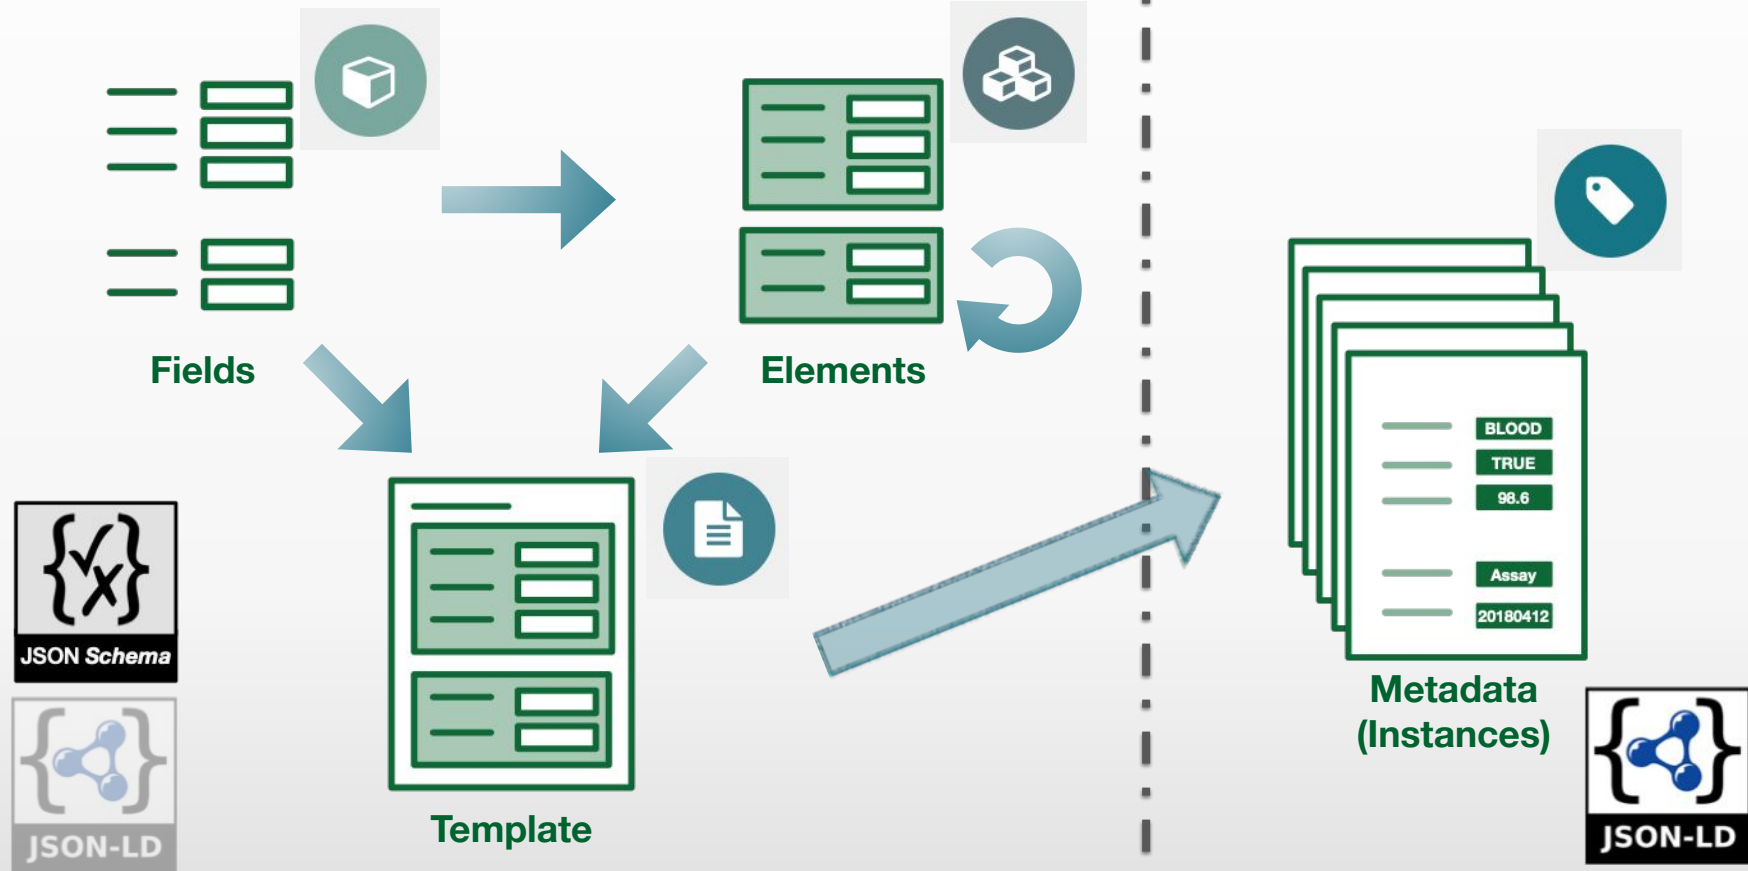 Fields
Elements
JSON Schema
JSON-LD
Template
BLOOD
TRUE
98.6
Assay
20180412
Metadata
(Instances)
JSON-LD